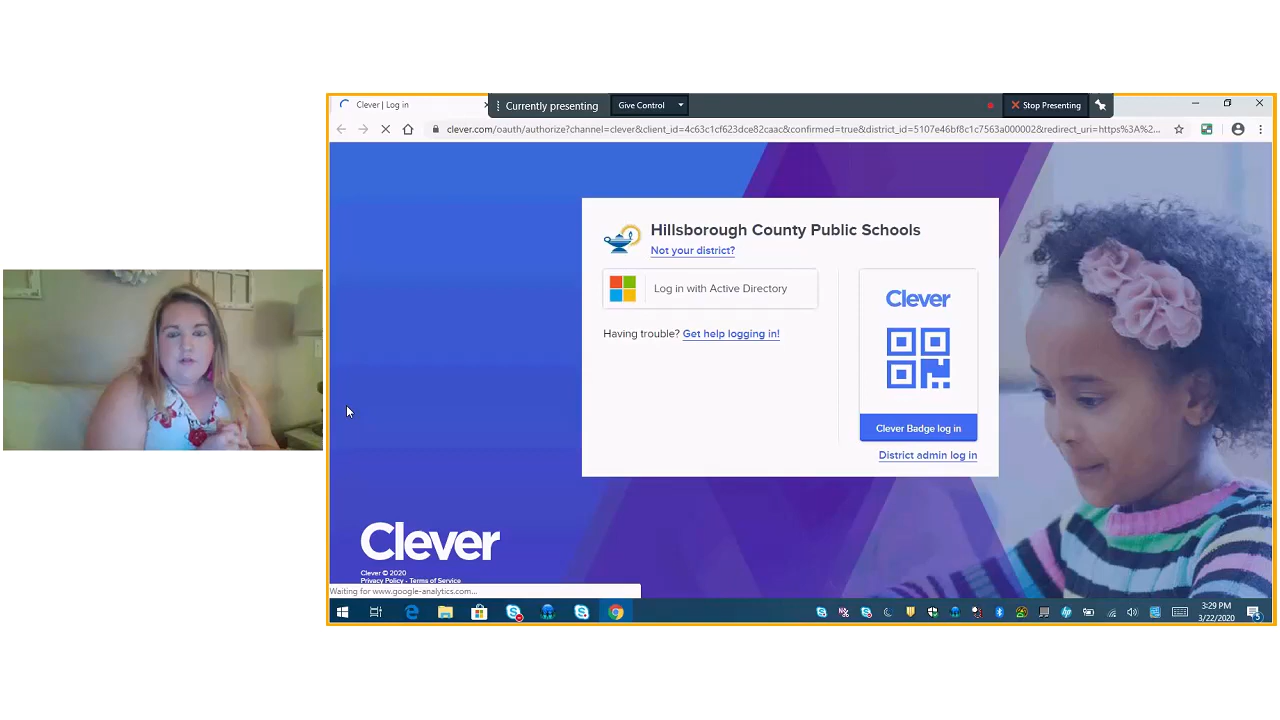 Clever | Log in
Currently presenting
Give Control
Stop Presenting
clever.com/oauth/authorize?channel=clever&client_id=4c63c1cf623dce82caac&confirmed=true&district_id=5107e46bf8c1c7563a000002&redirect_uri=https%3A%2...
Hillsborough County Public Schools
Not your district?
Log in with Active Directory
Having trouble? Get help logging in!
Clever
Clever Badge log in
District admin log in
Clever
Clever © 2020
Privacy Policy - Terms of Service
Waiting for www.google-analytics.com...
3:29 PM
3/22/2020
5